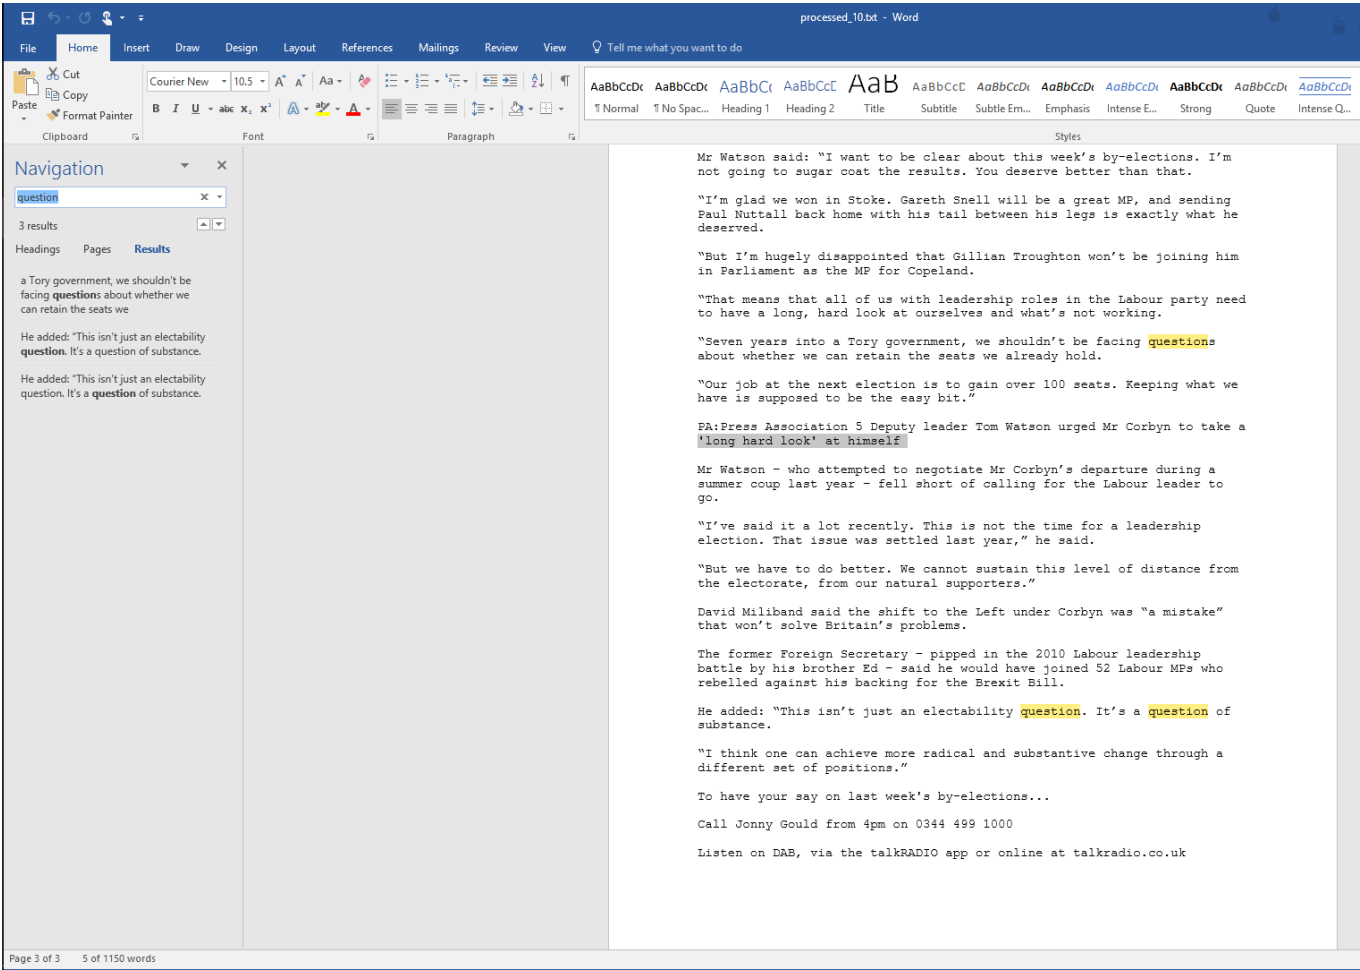 processed_10.txt - Word
File Home Insert Draw Design Layout References Mailings Review View Tell me what you want to do
Paste
Cut
Copy
Format Painter
Clipboard
Courier New 10.5 A A Aa
B I U abc X₂ X² A ab A
Font
Paragraph
AaBbCcDc AaBbCcDc AaBbCc AaBbCcC AaB AaBbCcC AaBbCcDc AaBbCcDc AaBbCcDc AaBbCcDc AaBbCcDc AaBbCcDc
¶ Normal ¶ No Spac... Heading 1 Heading 2 Title Subtitle Subtle Em... Emphasis Intense E... Strong Quote Intense Q...
Styles
Navigation
question
3 results
Headings Pages Results
a Tory government, we shouldn't be
facing questions about whether we
can retain the seats we
He added: "This isn't just an electability
question. It's a question of substance.
He added: "This isn't just an electability
question. It's a question of substance.
Mr Watson said: “I want to be clear about this week’s by-elections. I’m
not going to sugar coat the results. You deserve better than that.
“I’m glad we won in Stoke. Gareth Snell will be a great MP, and sending
Paul Nuttall back home with his tail between his legs is exactly what he
deserved.
“But I’m hugely disappointed that Gillian Troughton won’t be joining him
in Parliament as the MP for Copeland.
“That means that all of us with leadership roles in the Labour party need
to have a long, hard look at ourselves and what’s not working.
“Seven years into a Tory government, we shouldn’t be facing questions
about whether we can retain the seats we already hold.
“Our job at the next election is to gain over 100 seats. Keeping what we
have is supposed to be the easy bit.”
PA:Press Association 5 Deputy leader Tom Watson urged Mr Corbyn to take a
'long hard look' at himself
Mr Watson – who attempted to negotiate Mr Corbyn’s departure during a
summer coup last year – fell short of calling for the Labour leader to
go.
“I’ve said it a lot recently. This is not the time for a leadership
election. That issue was settled last year,” he said.
“But we have to do better. We cannot sustain this level of distance from
the electorate, from our natural supporters.”
David Miliband said the shift to the Left under Corbyn was “a mistake”
that won’t solve Britain’s problems.
The former Foreign Secretary – pipped in the 2010 Labour leadership
battle by his brother Ed – said he would have joined 52 Labour MPs who
rebelled against his backing for the Brexit Bill.
He added: “This isn’t just an electability question. It’s a question of
substance.
“I think one can achieve more radical and substantive change through a
different set of positions.”
To have your say on last week's by-elections...
Call Jonny Gould from 4pm on 0344 499 1000
Listen on DAB, via the talkRADIO app or online at talkradio.co.uk
Page 3 of 3 5 of 1150 words